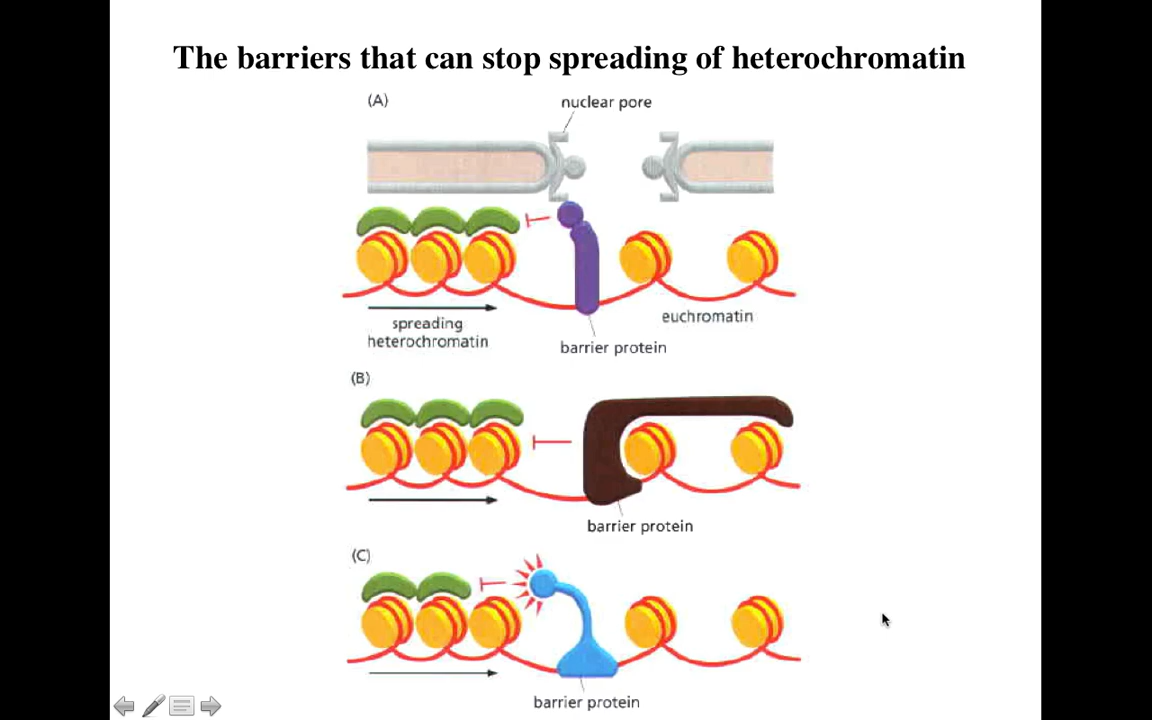 The barriers that can stop spreading of heterochromatin
(A)
nuclear pore
spreading
heterochromatin
euchromatin
barrier protein
(B)
barrier protein
(C)
barrier protein